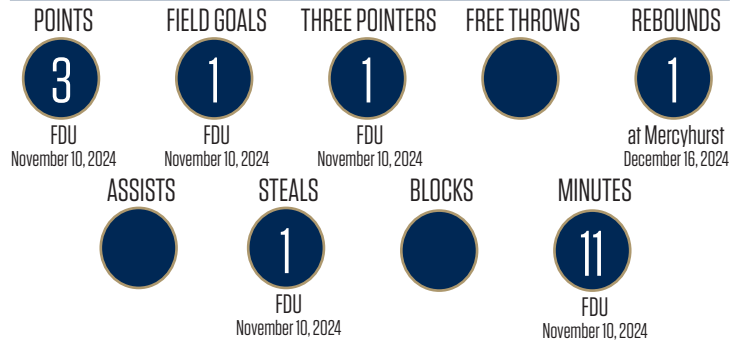 POINTS FIELD GOALS THREE POINTERS FREE THROWS REBOUNDS
3 1 1 1
FDU FDU FDU at Mercyhurst
November 10, 2024 November 10, 2024 November 10, 2024 December 16, 2024
ASSISTS STEALS BLOCKS MINUTES
1 11
FDU FDU
November 10, 2024 November 10, 2024